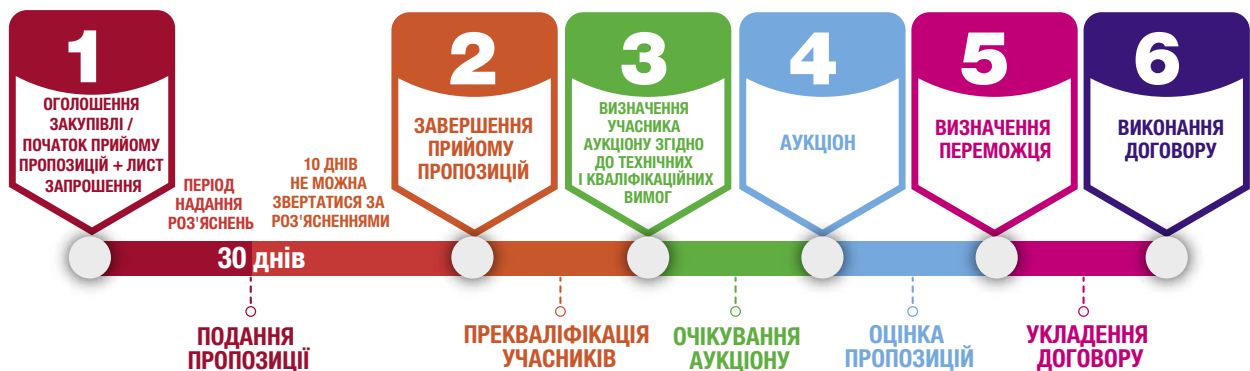 1
ОГОЛОШЕННЯ
ЗАКУПІВЛІ /
ПОЧАТОК ПРИЙОМУ
ПРОПОЗИЦІЙ + ЛИСТ
ЗАПРОШЕННЯ
ПЕРІОД
НАДАННЯ
РОЗ'ЯСНЕНЬ
10 ДНІВ
НЕ МОЖНА
ЗВЕРТАТИСЯ ЗА
РОЗ'ЯСНЕННЯМИ
2
ЗАВЕРШЕННЯ
ПРИЙОМУ
ПРОПОЗИЦІЙ
3
ВИЗНАЧЕННЯ
УЧАСНИКА
АУКЦІОНУ ЗГІДНО
ДО ТЕХНІЧНИХ
І КВАЛІФІКАЦІЙНИХ
ВИМОГ
4
АУКЦІОН
5
ВИЗНАЧЕННЯ
ПЕРЕМОЖЦЯ
6
ВИКОНАННЯ
ДОГОВОРУ
30 днів
ПОДАННЯ
ПРОПОЗИЦІЇ
ПРЕКВАЛІФІКАЦІЯ
УЧАСНИКІВ
ОЧІКУВАННЯ
АУКЦІОНУ
ОЦІНКА
ПРОПОЗИЦІЙ
УКЛАДЕННЯ
ДОГОВОРУ